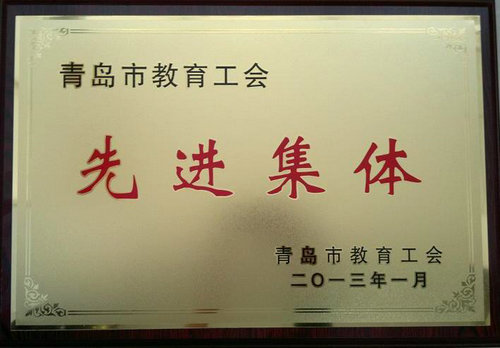 青岛市教育工会
先进集体
青岛市教育工会
二〇一三年一月